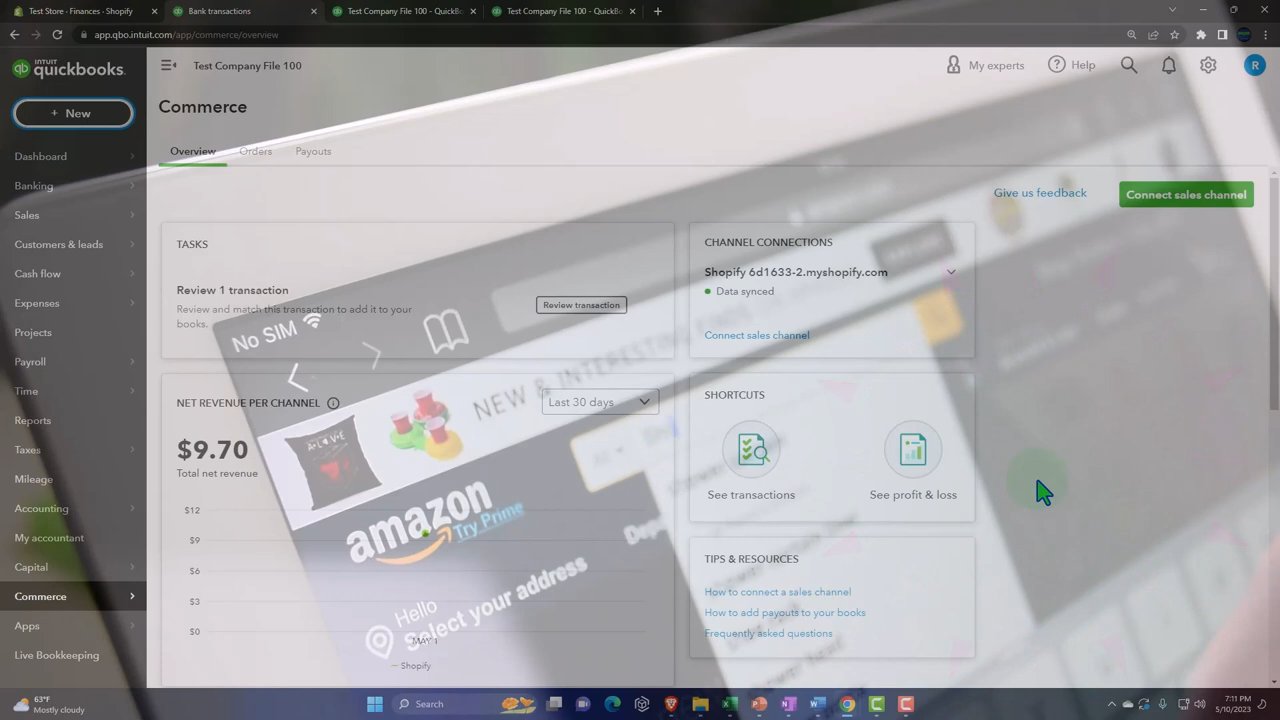 Test Store · Finances · Shopify
Bank transactions
Test Company File 100 - QuickBo
Test Company File 100 - QuickBo
app.qbo.intuit.com/app/commerce/overview
INTUIT
quickbooks.
Test Company File 100
My experts
Help
R
+ New
Commerce
Overview
Orders
Payouts
Give us feedback
Connect sales channel
Dashboard
Banking
Sales
Customers & leads
Cash flow
Expenses
Projects
Payroll
Time
Reports
Taxes
Mileage
Accounting
My accountant
Capital
Commerce
Apps
Live Bookkeeping
TASKS
Review 1 transaction
Review and match this transaction to add it to your
books.
Review transaction
CHANNEL CONNECTIONS
Shopify 6d1633-2.myshopify.com
Data synced
Connect sales channel
NET REVENUE PER CHANNEL
Last 30 days
$9.70
Total net revenue
$12
$9
$6
$3
$0
MAY 1
Shopify
SHORTCUTS
See transactions
See profit & loss
TIPS & RESOURCES
How to connect a sales channel
How to add payouts to your books
Frequently asked questions
No SIM
NEW & INTERESTING
All
amazon
Try Prime
Hello
Select your address
63°F
Mostly cloudy
Search
7:11 PM
5/10/2023